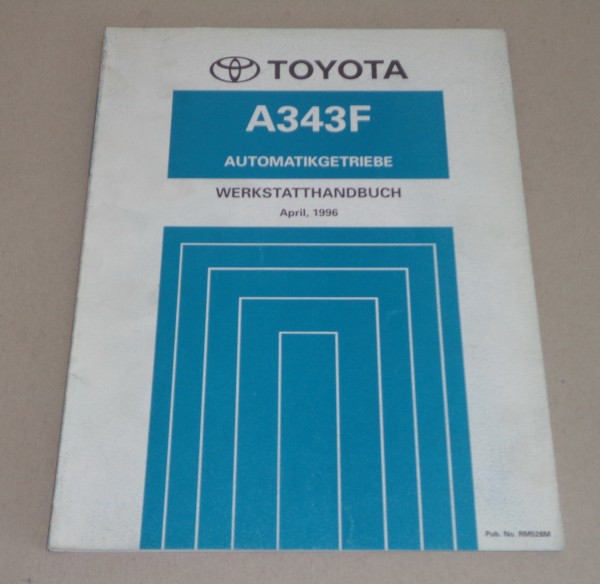 TOYOTA
A343F
AUTOMATIKGETRIEBE
WERKSTATTHANDBUCH
April, 1996
Pub. No. RM528M